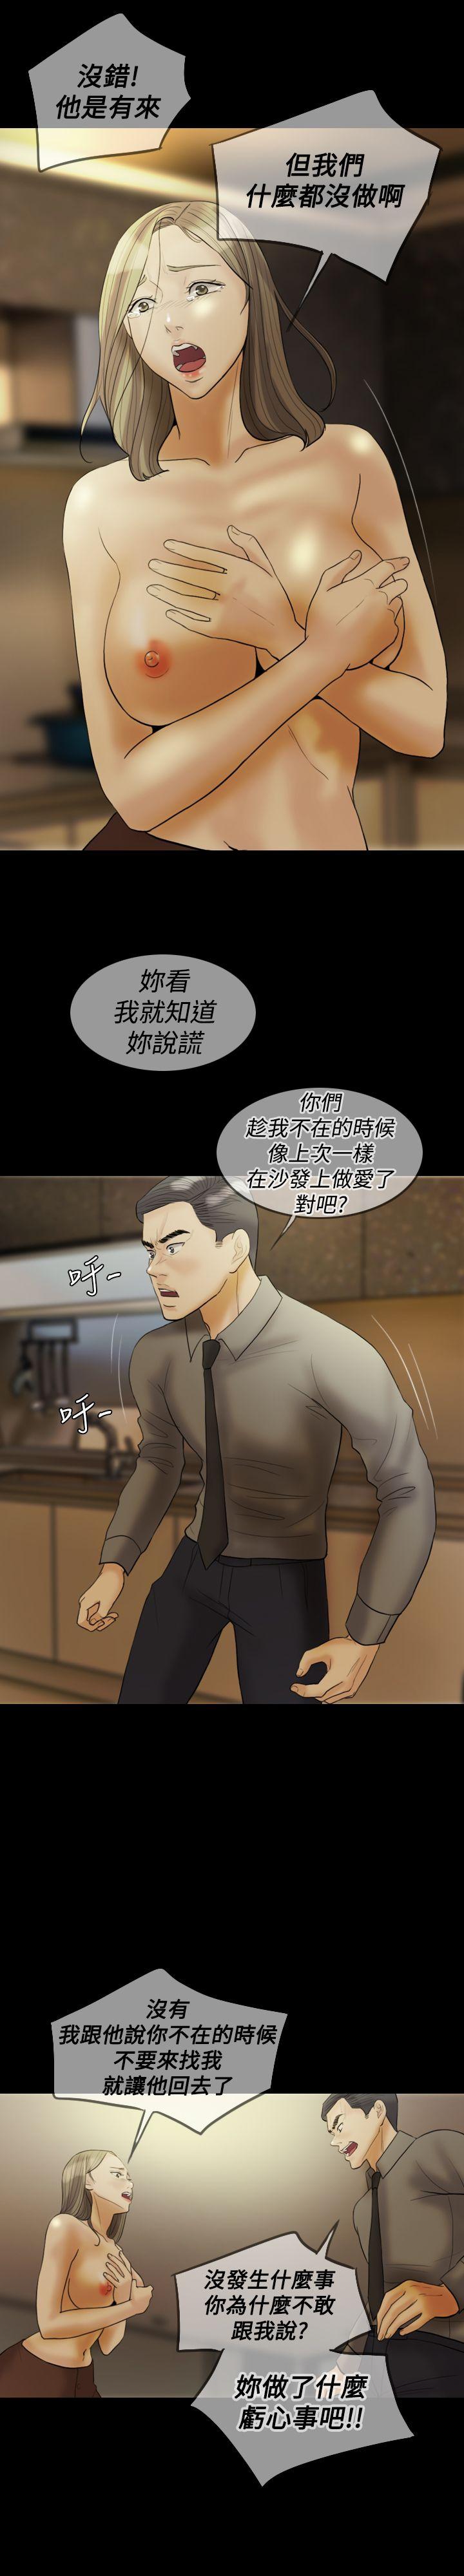 沒錯!
他是有來
但我們
什麼都沒做啊
妳看
我就知道
妳說謊
你們
趁我不在的時候
像上次一樣
在沙發上做愛了
對吧?
吁-
吁-
沒有
我跟他說你不在的時候
不要來找我
就讓他回去了
沒發生什麼事
你為什麼不敢
跟我說?
妳做了什麼
虧心事吧!!